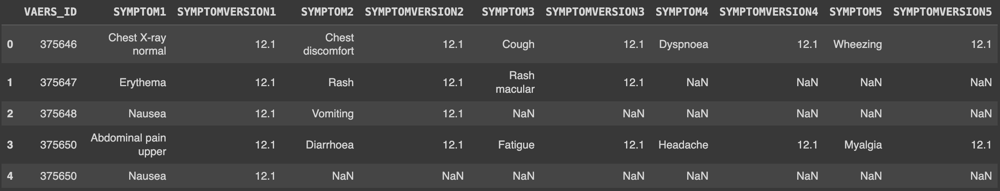 VAERS_ID SYMPTOM1 SYMPTOMVERSION1 SYMPTOM2 SYMPTOMVERSION2 SYMPTOM3 SYMPTOMVERSION3 SYMPTOM4 SYMPTOMVERSION4 SYMPTOM5 SYMPTOMVERSION5
0 375646 Chest X-ray normal 12.1 Chest discomfort 12.1 Cough 12.1 Dyspnoea 12.1 Wheezing 12.1
1 375647 Erythema 12.1 Rash 12.1 Rash macular 12.1 NaN NaN NaN NaN
2 375648 Nausea 12.1 Vomiting 12.1 NaN NaN NaN NaN NaN NaN
3 375650 Abdominal pain upper 12.1 Diarrhoea 12.1 Fatigue 12.1 Headache 12.1 Myalgia 12.1
4 375650 Nausea 12.1 NaN NaN NaN NaN NaN NaN NaN NaN